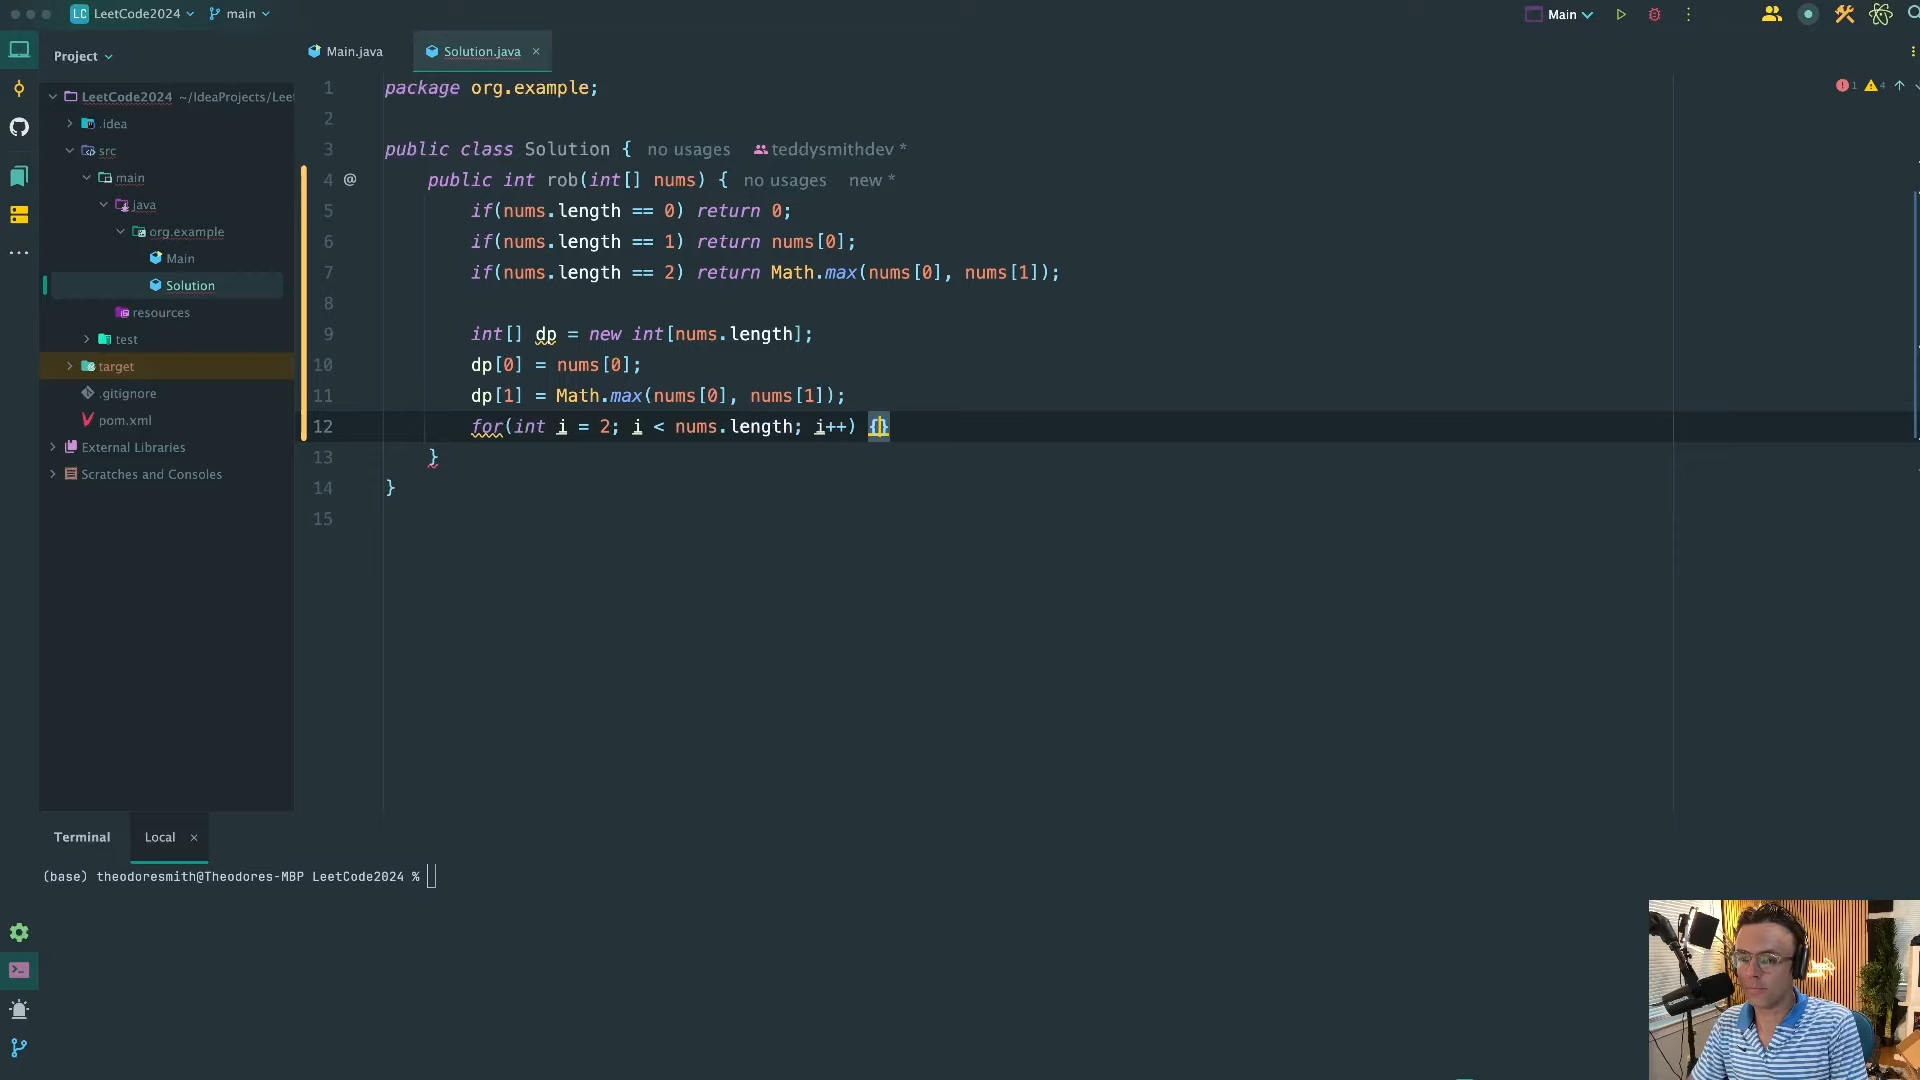 LC LeetCode2024 main Main
Project
Main.java Solution.java
LeetCode2024 ~/IdeaProjects/Leet
.idea
src
main
java
org.example
Main
Solution
resources
test
target
.gitignore
pom.xml
External Libraries
Scratches and Consoles
1 4
1 package org.example;
2
3 public class Solution { no usages teddysmithdev *
4 @ public int rob(int[] nums) { no usages new *
5 if(nums.length == 0) return 0;
6 if(nums.length == 1) return nums[0];
7 if(nums.length == 2) return Math.max(nums[0], nums[1]);
8
9 int[] dp = new int[nums.length];
10 dp[0] = nums[0];
11 dp[1] = Math.max(nums[0], nums[1]);
12 for(int i = 2; i < nums.length; i++) {}
13 }
14 }
15
Terminal Local
(base) theodoresmith@Theodores-MBP LeetCode2024 %